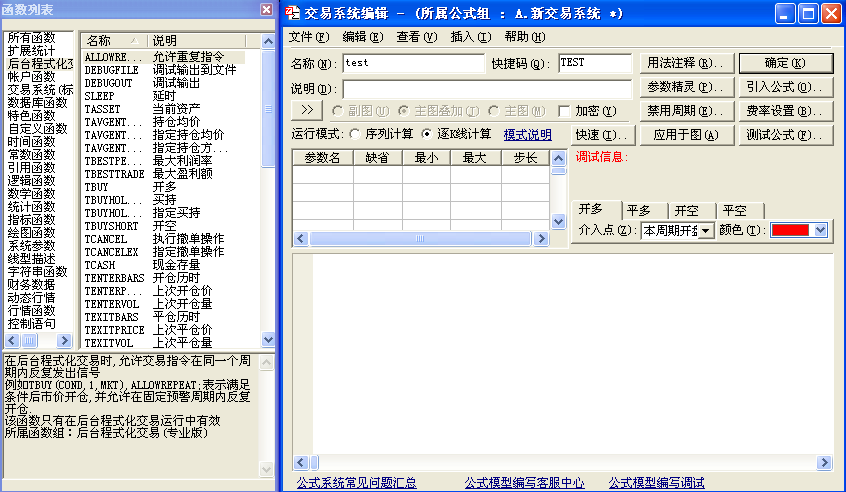 函数列表
所有函数
扩展统计
后台程式化交
帐户函数
交易系统(标
数据库函数
特色函数
自定义函数
时间函数
常数函数
引用函数
逻辑函数
数学函数
统计函数
指标函数
绘图函数
系统参数
线型描述
字符串函数
财务数据
动态行情
行情函数
控制语句
名称 说明
ALLOWRE... 允许重复指令
DEBUGFILE 调试输出到文件
DEBUGOUT 调试输出
SLEEP 延时
TASSET 当前资产
TAVGENT... 持仓均价
TAVGENT... 指定持仓均价
TAVGENT... 指定持仓方...
TBESTPE... 最大利润率
TBESTTRADE 最大盈利额
TBUY 开多
TBUYHOL... 买持
TBUYHOL... 指定买持
TBUYSHORT 开空
TCANCEL 执行撤单操作
TCANCELEX 指定撤单操作
TCASH 现金存量
TENTERBARS 开仓历时
TENTERP... 上次开仓价
TENTERVOL 上次开仓量
TEXITBARS 平仓历时
TEXITPRICE 上次平仓价
TEXITVOL 上次平仓量
在后台程式化交易时,允许交易指令在同一个周
期内反复发出信号
例如TBUY(COND,1,MKT),ALLOWREPEAT;表示满足
条件后市价开仓,并允许在固定预警周期内反复
开仓.
该函数只有在后台程式化交易运行中有效
所属函数组：后台程式化交易(专业版)
交易系统编辑 - (所属公式组 : A.新交易系统 *)
文件(F) 编辑(E) 查看(V) 插入(I) 帮助(H)
名称(N): test 快捷码(Q): TEST 用法注释(R).. 确定(K)
说明(D): 参数精灵(P).. 引入公式(O)..
>> 副图(U) 主图叠加(T) 主图(M) 加密(Y) 禁用周期(E).. 费率设置(B)..
运行模式: 序列计算 逐K线计算 模式说明 快速(I).. 应用于图(A) 测试公式(F)..
参数名 缺省 最小 最大 步长
调试信息:
开多 平多 开空 平空
介入点(Z): 本周期开盘 颜色(T):
公式系统常见问题汇总 公式模型编写客服中心 公式模型编写调试